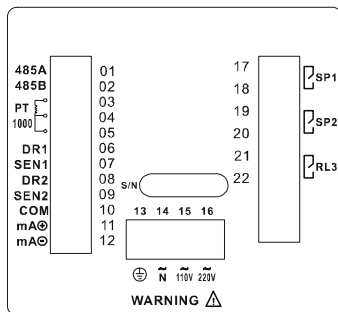 485A 01
485B 02
PT 03
1000 04
05
DR1 06
SEN1 07
DR2 08
SEN2 09
COM 10
mA⊕ 11
mA⊖ 12
17
18 SP1
19
20 SP2
21
22 RL3
S/N
13 14 15 16
N 110V 220V
WARNING